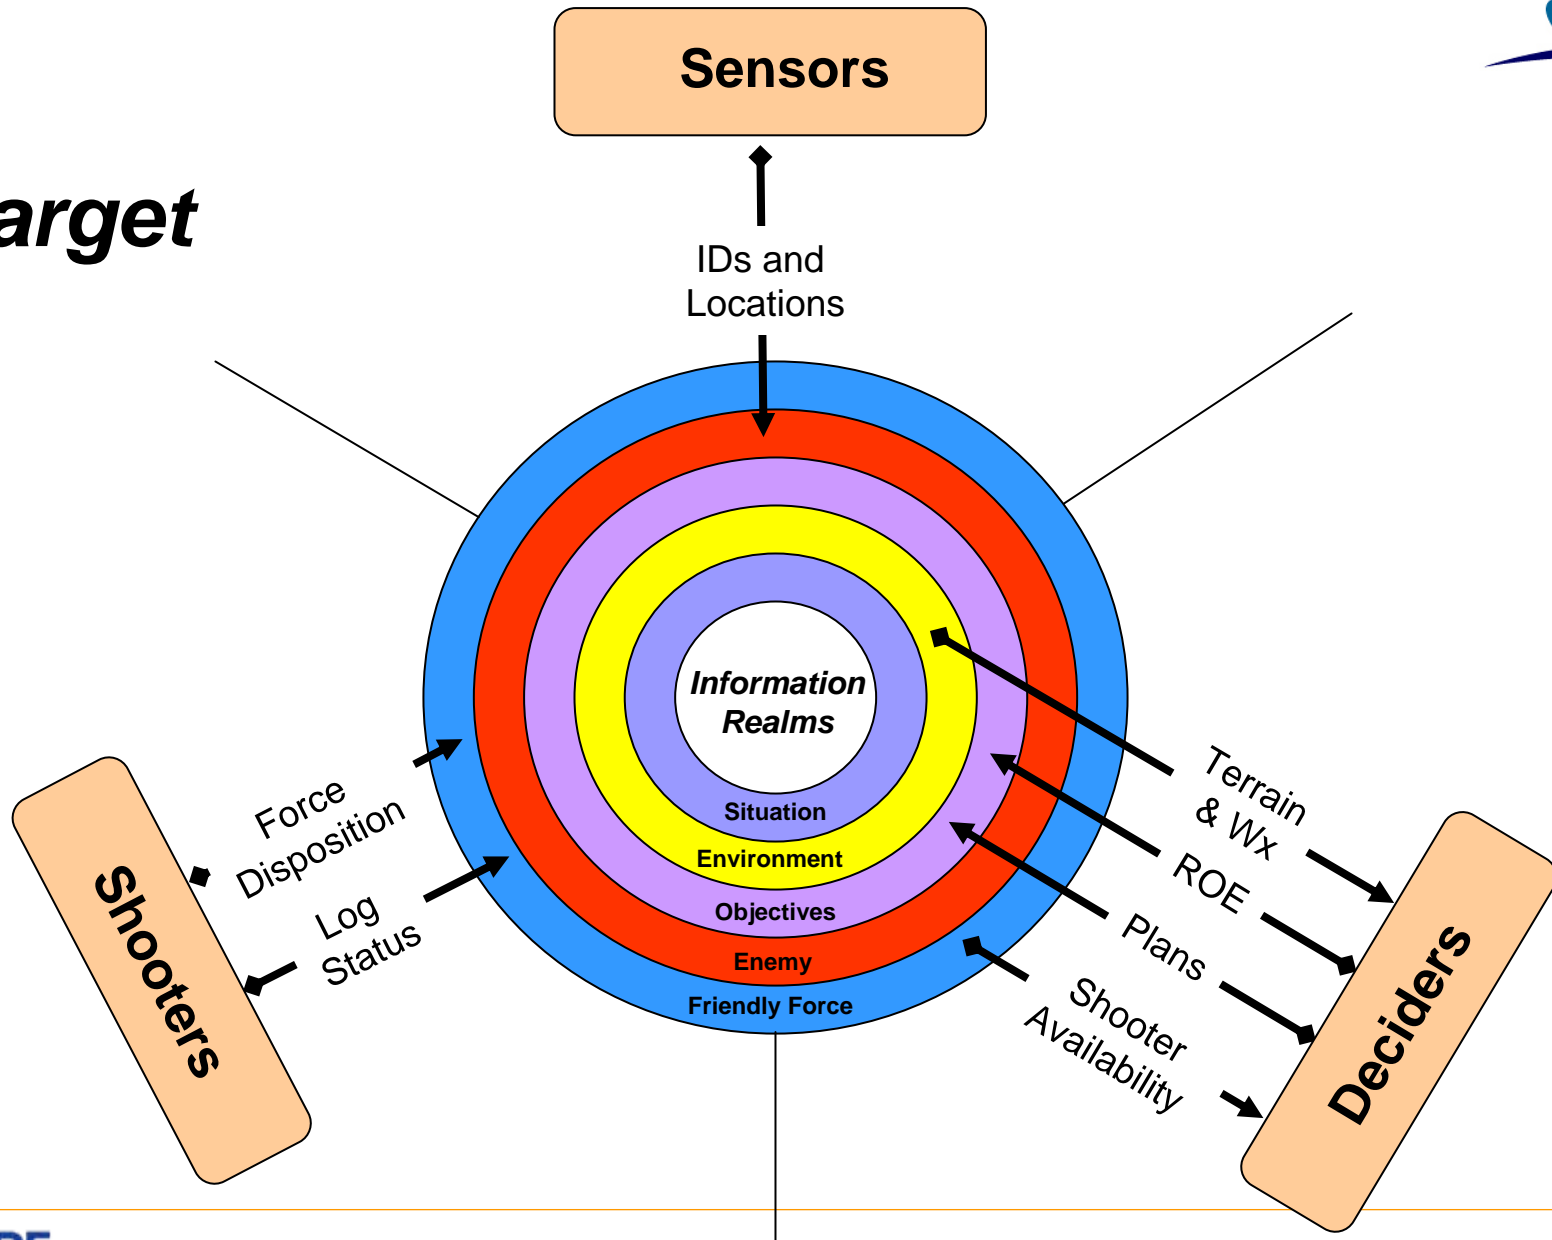 Sensors
arget
IDs and
Locations
Information
Realms
Situation
Environment
Objectives
Enemy
Friendly Force
Force
Disposition
Log
Status
Shooters
Terrain
& Wx
ROE
Plans
Shooter
Availability
Deciders